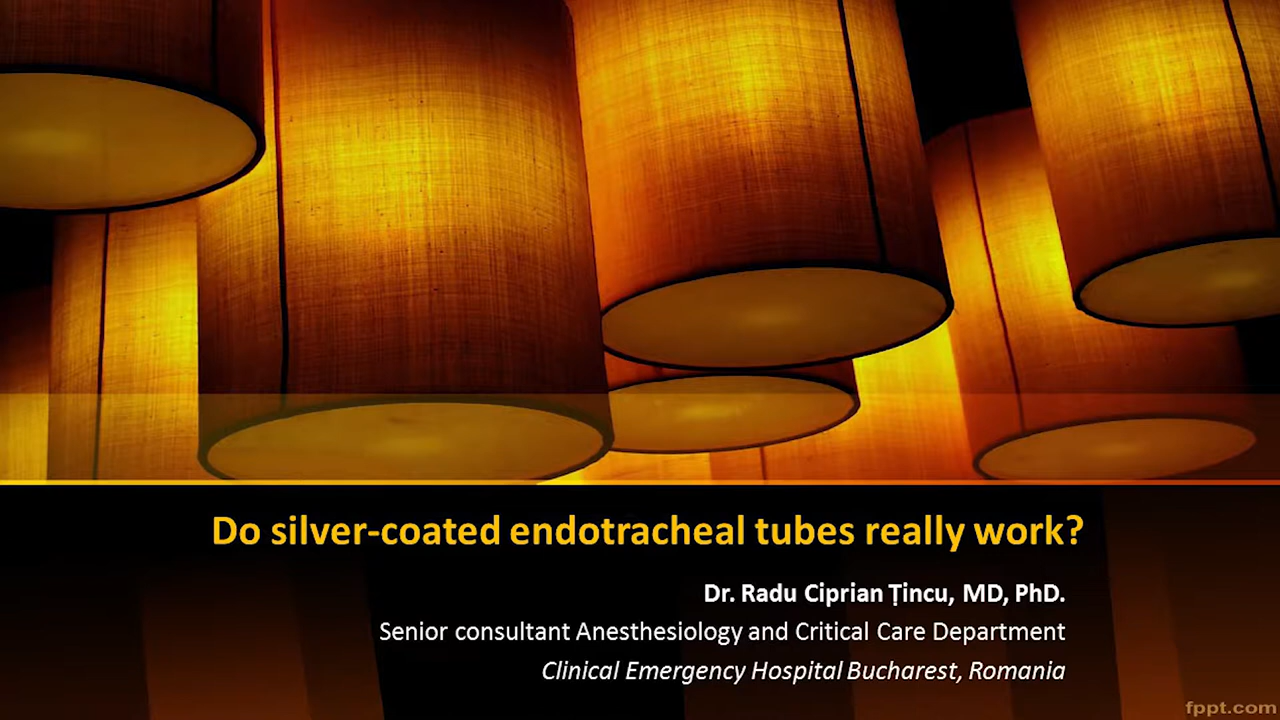 Do silver-coated endotracheal tubes really work?
Dr. Radu Ciprian Țincu, MD, PhD.
Senior consultant Anesthesiology and Critical Care Department
Clinical Emergency Hospital Bucharest, Romania
fppt.com